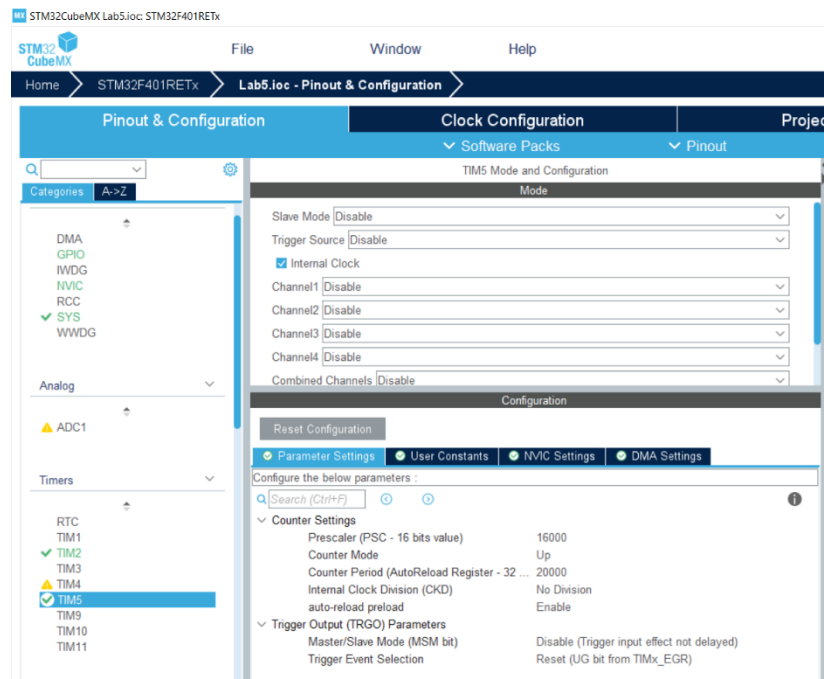 MX STM32CubeMX Lab5.ioc: STM32F401RETx
STM32 CubeMX
File Window Help
Home STM32F401RETx Lab5.ioc - Pinout & Configuration
Pinout & Configuration Clock Configuration Projec
Software Packs Pinout
TIM5 Mode and Configuration
Categories A->Z
Mode
DMA
GPIO
IWDG
NVIC
RCC
SYS
WWDG
Analog
ADC1
Timers
RTC
TIM1
TIM2
TIM3
TIM4
TIM5
TIM9
TIM10
TIM11
Slave Mode Disable
Trigger Source Disable
Internal Clock
Channel1 Disable
Channel2 Disable
Channel3 Disable
Channel4 Disable
Combined Channels Disable
Configuration
Reset Configuration
Parameter Settings User Constants NVIC Settings DMA Settings
Configure the below parameters :
Search (Ctrl+F)
Counter Settings
Prescaler (PSC - 16 bits value) 16000
Counter Mode Up
Counter Period (AutoReload Register - 32 ... 20000
Internal Clock Division (CKD) No Division
auto-reload preload Enable
Trigger Output (TRGO) Parameters
Master/Slave Mode (MSM bit) Disable (Trigger input effect not delayed)
Trigger Event Selection Reset (UG bit from TIMx_EGR)